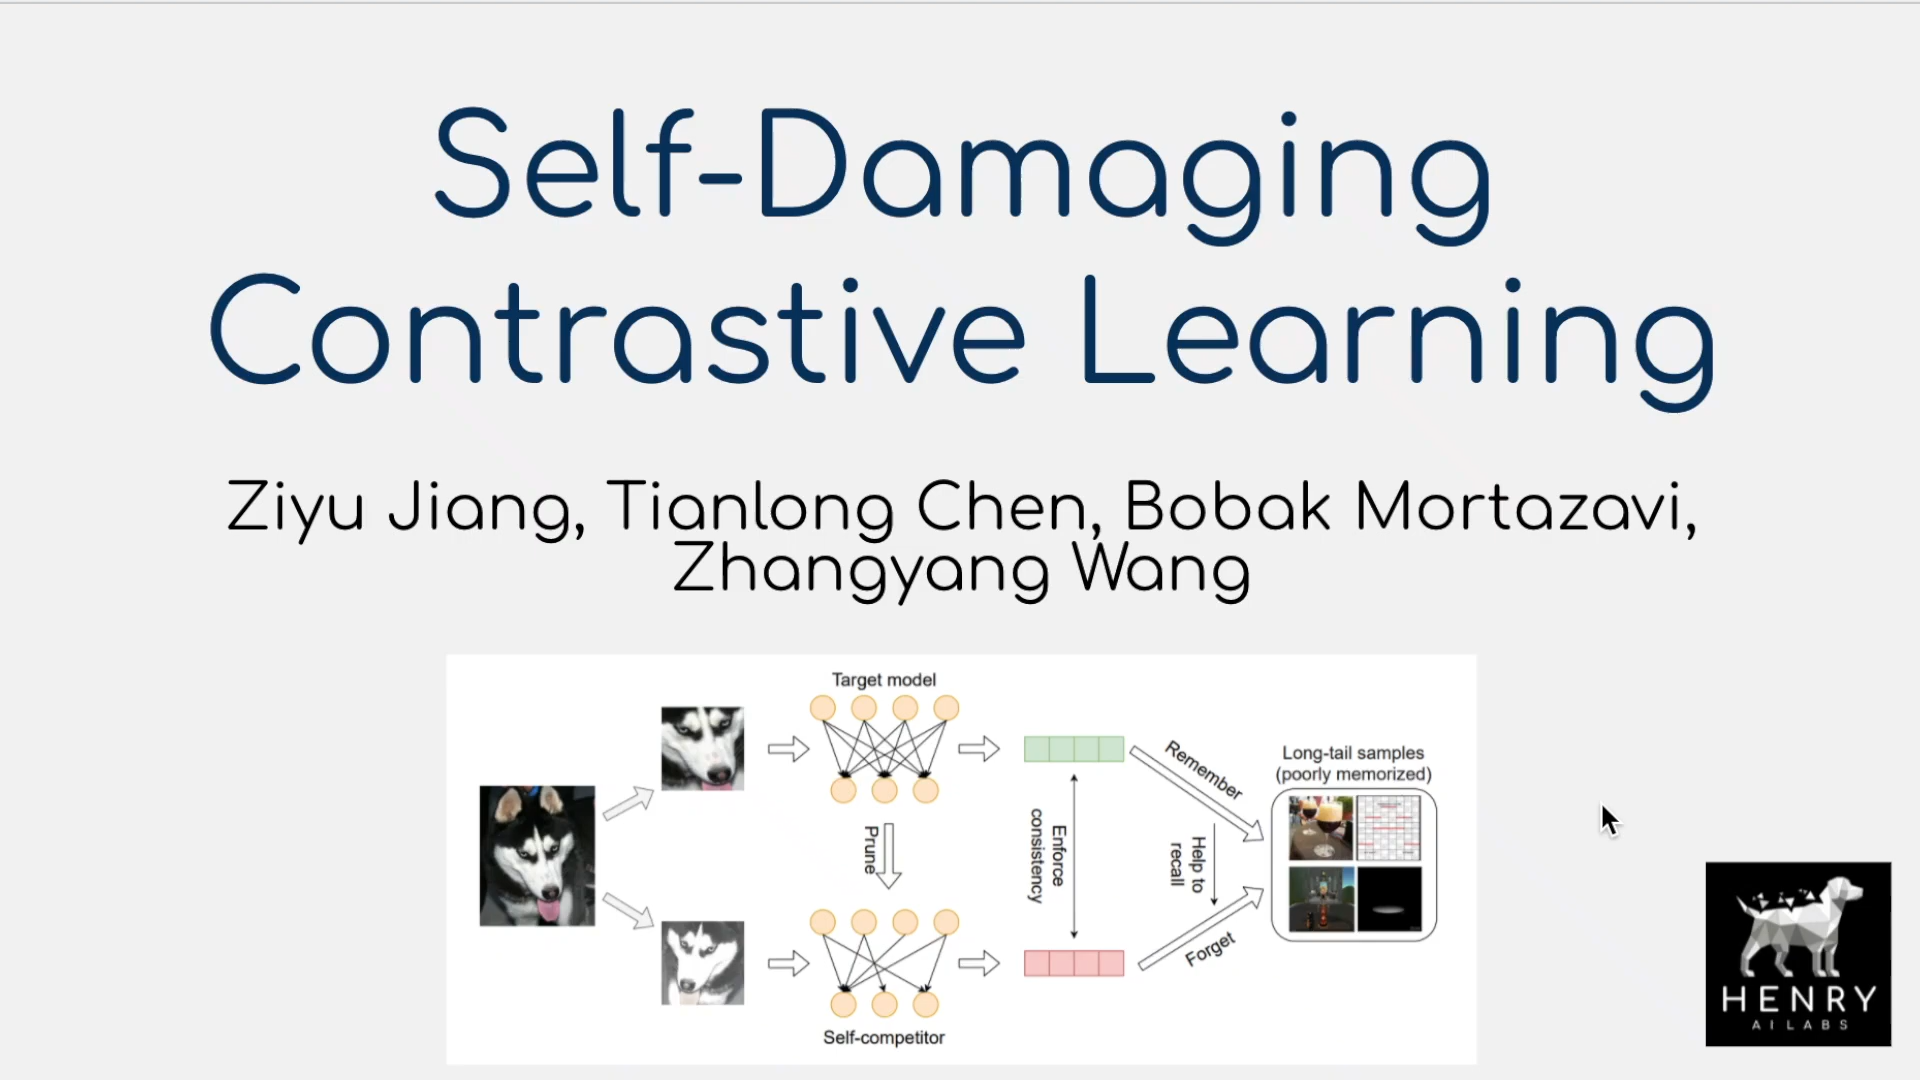 Self-Damaging
Contrastive Learning
Ziyu Jiang, Tianlong Chen, Bobak Mortazavi,
Zhangyang Wang
Target model
Prune
Self-competitor
Enforce
consistency
Remember
Help to
recall
Forget
Long-tail samples
(poorly memorized)
HENRY
AI LABS